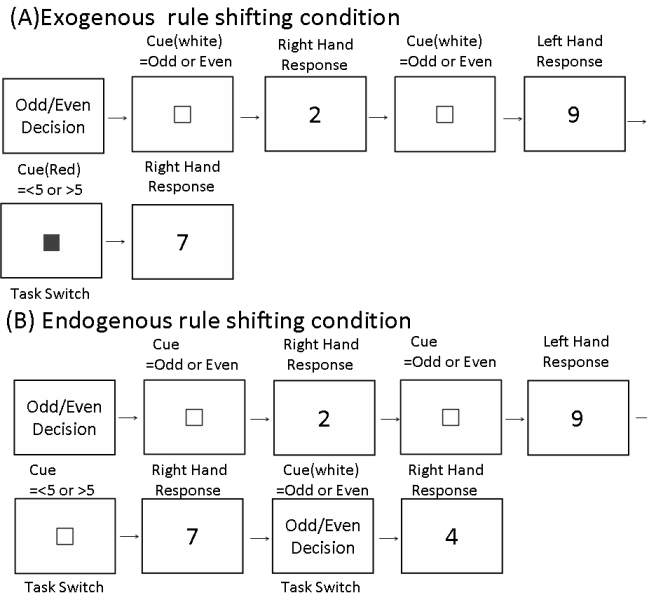 (A)Exogenous rule shifting condition
Cue(white)
=Odd or Even
Right Hand
Response
Cue(white)
=Odd or Even
Left Hand
Response
Odd/Even
Decision
2
9
Cue(Red)
=<5 or >5
Right Hand
Response
7
Task Switch
(B) Endogenous rule shifting condition
Cue
=Odd or Even
Right Hand
Response
Cue
=Odd or Even
Left Hand
Response
Odd/Even
Decision
2
9
Cue
=<5 or >5
Right Hand
Response
Cue(white)
=Odd or Even
Right Hand
Response
7
Odd/Even
Decision
4
Task Switch
Task Switch